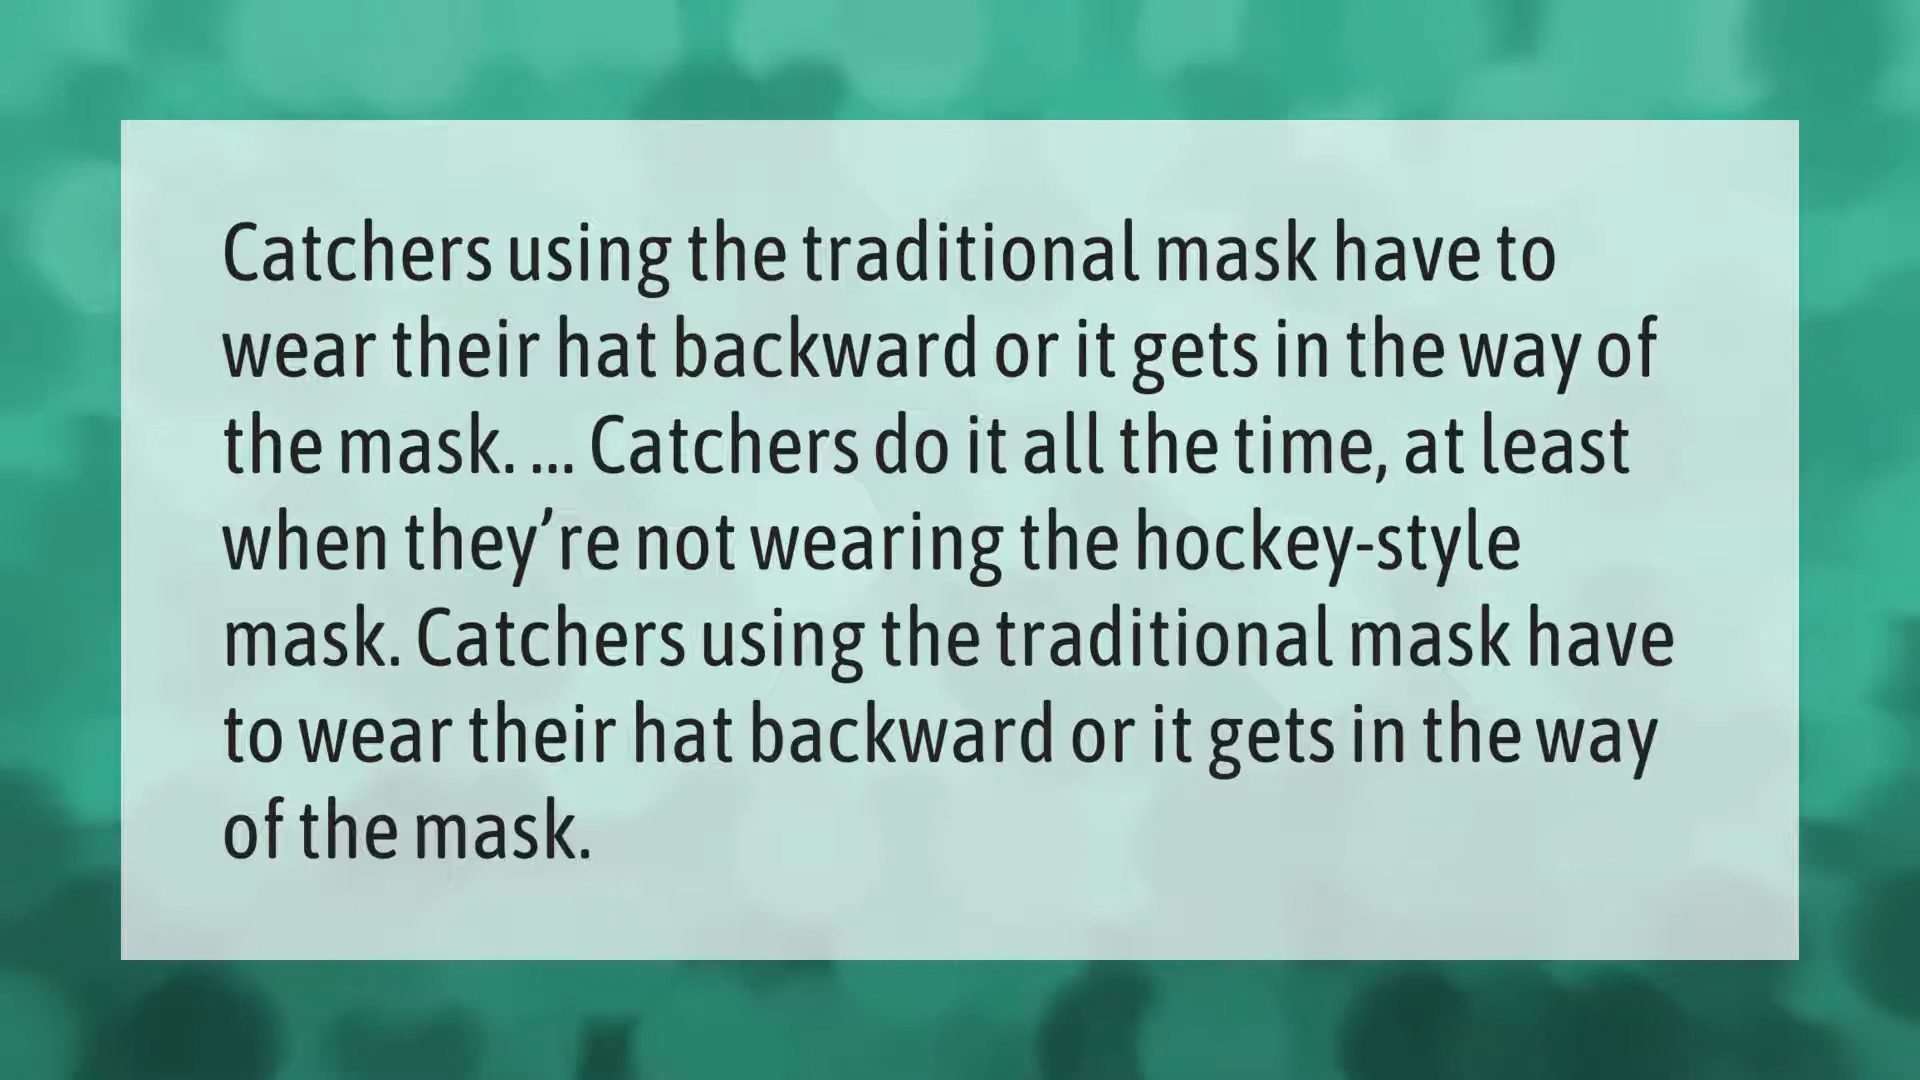 Catchers using the traditional mask have to
wear their hat backward or it gets in the way of
the mask. ... Catchers do it all the time, at least
when they’re not wearing the hockey-style
mask. Catchers using the traditional mask have
to wear their hat backward or it gets in the way
of the mask.